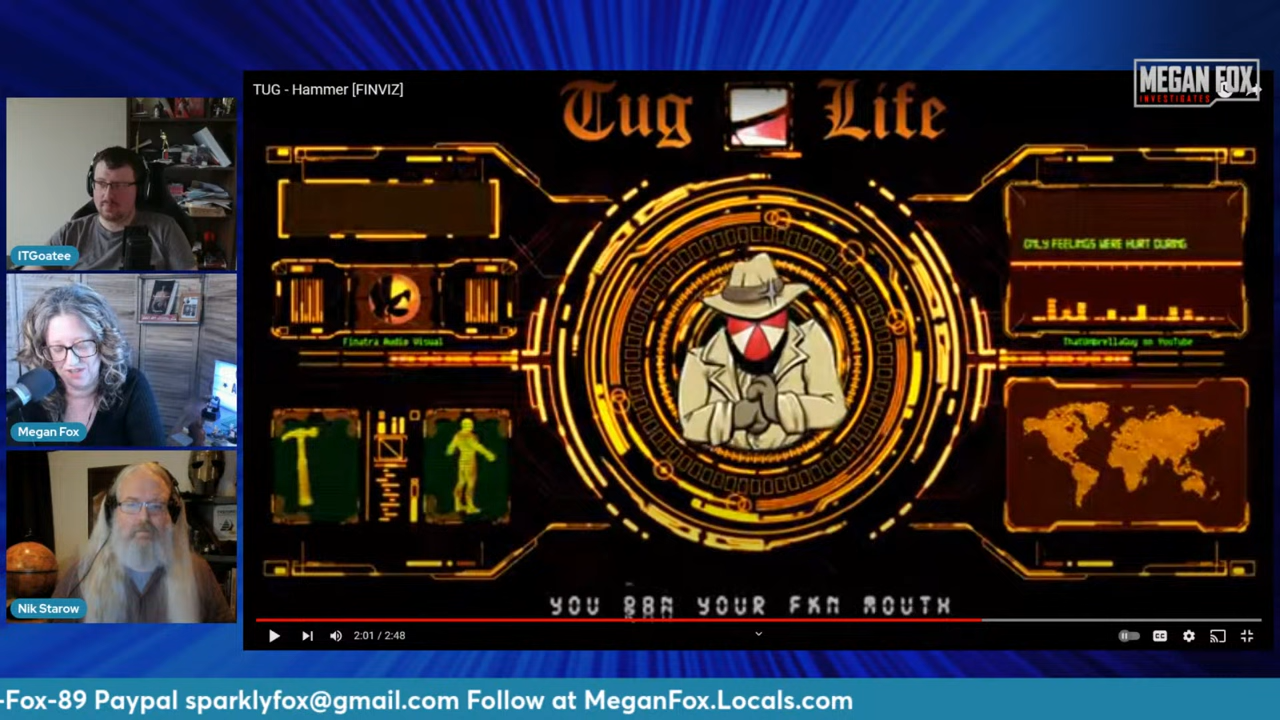 TUG - Hammer [FINVIZ]
Tug Life
MEGAN FOX
INVESTIGATES
ITGoatee
Megan Fox
Nik Starow
ONLY FEELINGS WERE HURT DURING
Finatra Audio Visual
ThatUmbrellaGuy on YouTube
YOU RAN YOUR FKN MOUTH
2:01 / 2:48
CC
-Fox-89 Paypal sparklyfox@gmail.com Follow at MeganFox.Locals.com